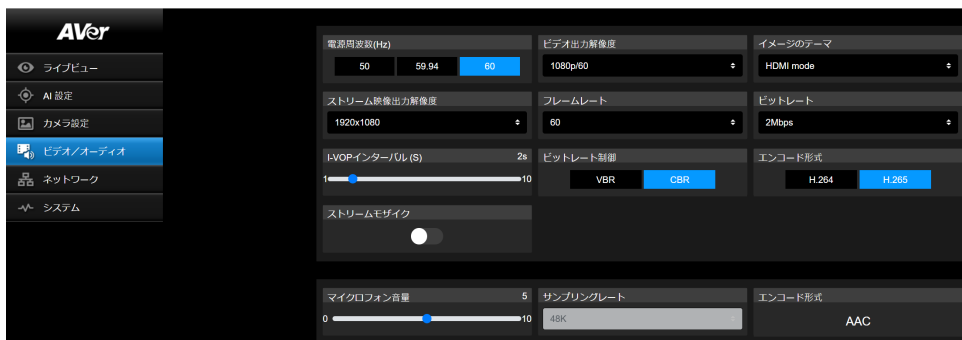 AVer
ライブビュー
AI 設定
カメラ設定
ビデオ／オーディオ
ネットワーク
システム
電源周波数(Hz)
50 59.94 60
ビデオ出力解像度
1080p/60
イメージのテーマ
HDMI mode
ストリーム映像出力解像度
1920x1080
フレームレート
60
ビットレート
2Mbps
I-VOPインターバル (S) 2s
1 10
ビットレート制御
VBR CBR
エンコード形式
H.264 H.265
ストリームモザイク
マイクロフォン音量 5
0 10
サンプリングレート
48K
エンコード形式
AAC